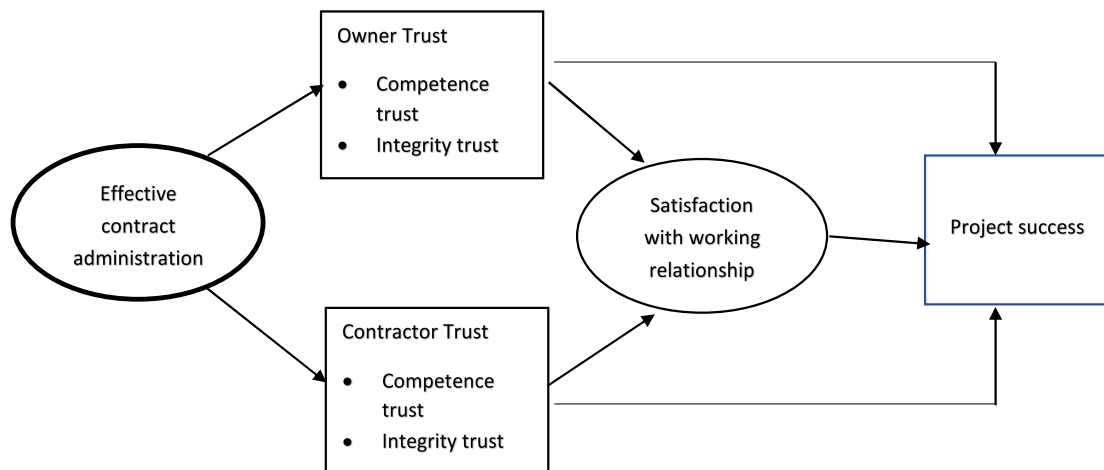 Owner Trust
● Competence
trust
● Integrity trust
Effective
contract
administration
Satisfaction
with working
relationship
Project success
Contractor Trust
● Competence
trust
● Integrity trust